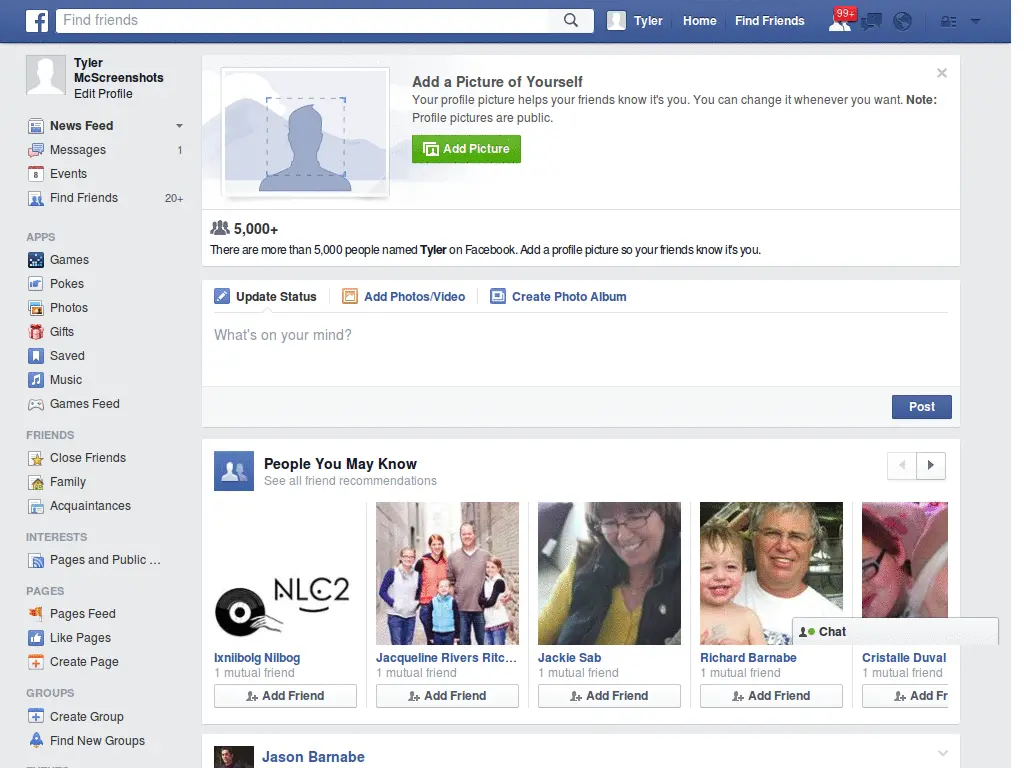 f Find friends Tyler Home Find Friends 99+
Tyler
McScreenshots
Edit Profile
News Feed
Messages 1
8 Events
Find Friends 20+
APPS
Games
Pokes
Photos
Gifts
Saved
Music
Games Feed
FRIENDS
Close Friends
Family
Acquaintances
INTERESTS
Pages and Public ...
PAGES
Pages Feed
Like Pages
Create Page
GROUPS
Create Group
Find New Groups
Add a Picture of Yourself
Your profile picture helps your friends know it's you. You can change it whenever you want. Note:
Profile pictures are public.
Add Picture
5,000+
There are more than 5,000 people named Tyler on Facebook. Add a profile picture so your friends know it's you.
Update Status Add Photos/Video Create Photo Album
What's on your mind?
Post
People You May Know
See all friend recommendations
NLC2
Ixniibolg Nilbog
1 mutual friend
Add Friend
Jacqueline Rivers Ritc...
1 mutual friend
Add Friend
Jackie Sab
1 mutual friend
Add Friend
Richard Barnabe
1 mutual friend
Add Friend
Cristalle Duval
1 mutual friend
Add Fr
Chat
Jason Barnabe